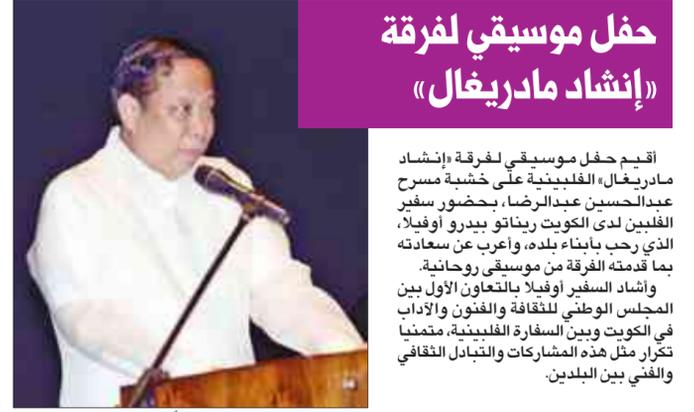 حفل موسيقي لفرقة
«إنشاد مادريغال»
أقيم حفل موسيقي لفرقة «إنشاد
مادريغال» الفلبينية على خشبة مسرح
عبدالحسين عبدالرضا، بحضور سفير
الفلبين لدى الكويت ريناتو بيدرو أوفيلا،
الذي رحب بأبناء بلده، وأعرب عن سعادته
بما قدمته الفرقة من موسيقى روحانية.
وأشاد السفير أوفيلا بالتعاون الأول بين
المجلس الوطني للثقافة والفنون والآداب
في الكويت وبين السفارة الفلبينية، متمنيا
تكرار مثل هذه المشاركات والتبادل الثقافي
والفني بين البلدين.